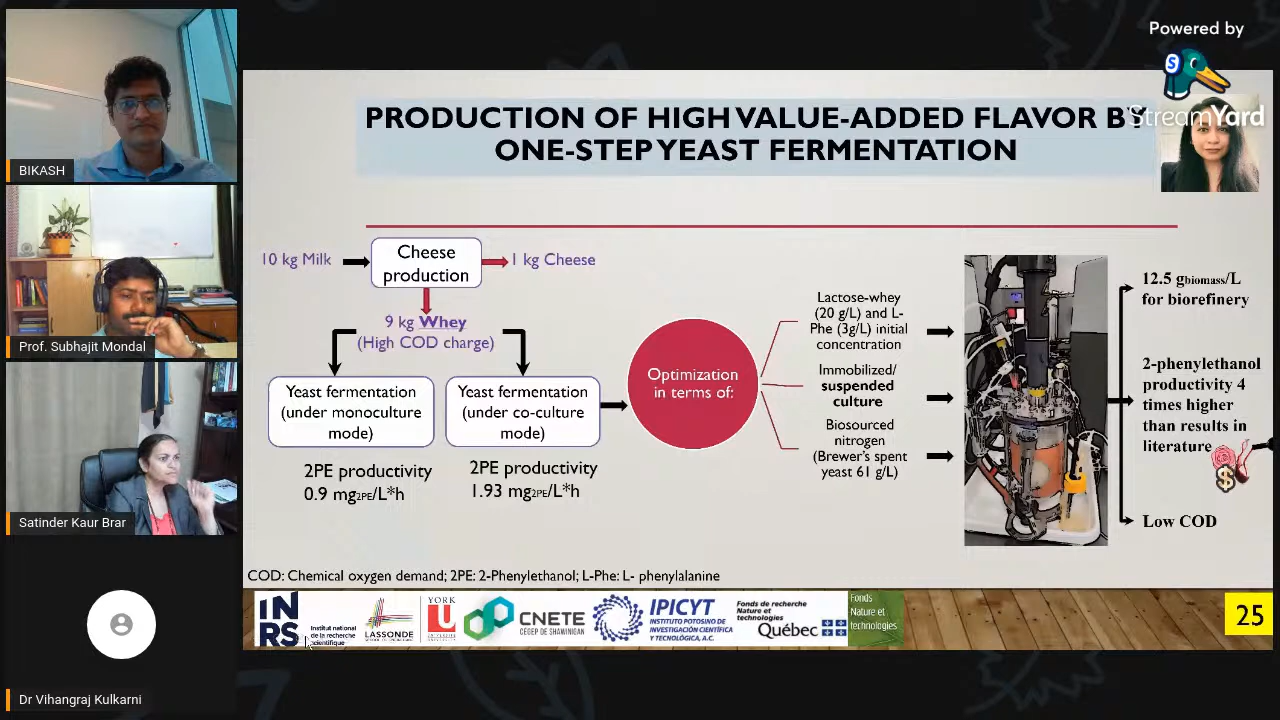 Powered by
StreamYard
PRODUCTION OF HIGH VALUE-ADDED FLAVOR BY
ONE-STEP YEAST FERMENTATION
BIKASH
Prof. Subhajit Mondal
Satinder Kaur Brar
Dr Vihangraj Kulkarni
10 kg Milk
Cheese
production
1 kg Cheese
9 kg Whey
(High COD charge)
Yeast fermentation
(under monoculture
mode)
Yeast fermentation
(under co-culture
mode)
2PE productivity
0.9 mg2PE/L*h
2PE productivity
1.93 mg2PE/L*h
Optimization
in terms of:
Lactose-whey
(20 g/L) and L-
Phe (3g/L) initial
concentration
Immobilized/
suspended
culture
Biosourced
nitrogen
(Brewer's spent
yeast 61 g/L)
12.5 gbiomass/L
for biorefinery
2-phenylethanol
productivity 4
times higher
than results in
literature
$
Low COD
COD: Chemical oxygen demand; 2PE: 2-Phenylethanol; L-Phe: L- phenylalanine
INRS
Institut national
de la recherche
scientifique
LASSONDE
YORK
U
CNETE
CÉGEP DE SHAWINIGAN
IPICYT
INSTITUTO POTOSINO DE
INVESTIGACIÓN CIENTÍFICA
Y TECNOLÓGICA, A.C.
Fonds de recherche
Nature et
technologies
Québec
Fonds
Nature et
technologies
25